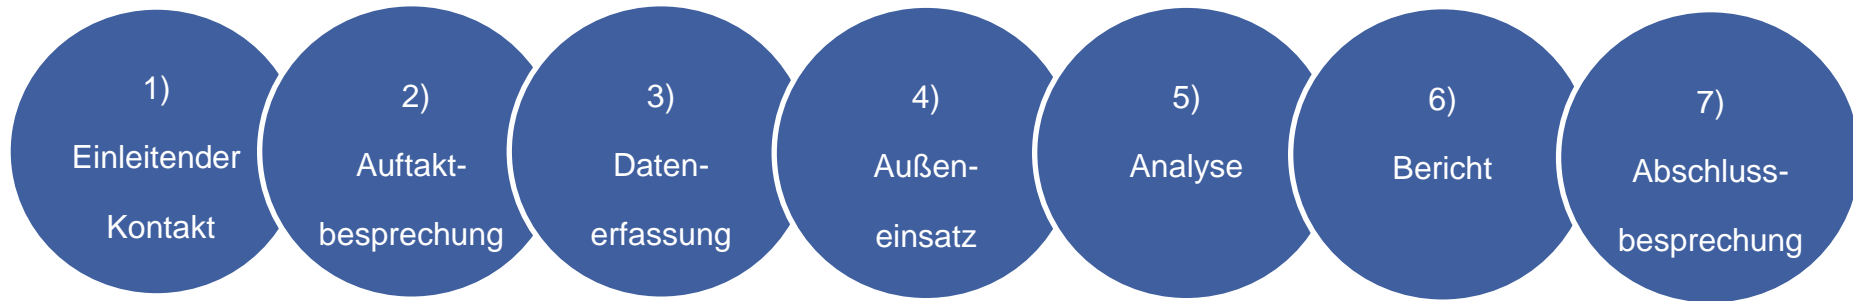 1)
Einleitender
Kontakt
2)
Auftakt-
besprechung
3)
Daten-
erfassung
4)
Außen-
einsatz
5)
Analyse
6)
Bericht
7)
Abschluss-
besprechung